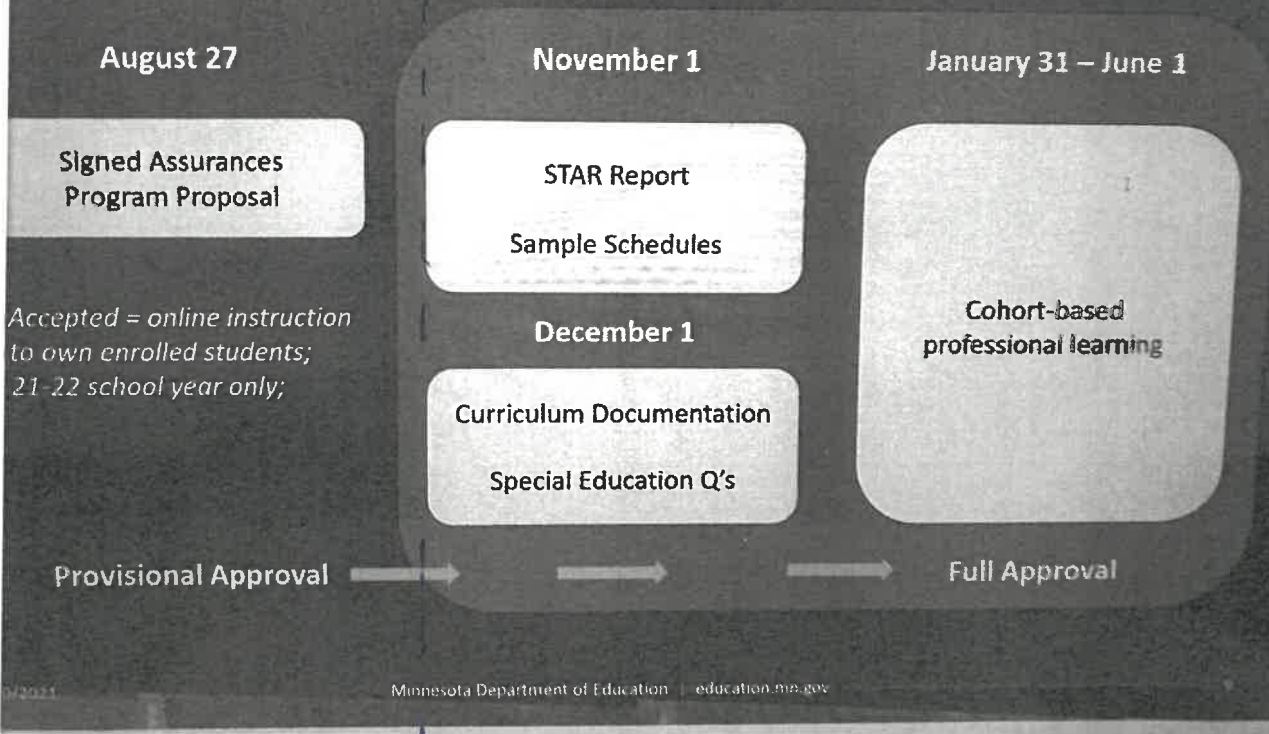 August 27
Signed Assurances
Program Proposal
Accepted = online instruction
to own enrolled students;
21-22 school year only;
November 1
STAR Report
Sample Schedules
December 1
Curriculum Documentation
Special Education Q's
January 31 – June 1
Cohort-based
professional learning
Provisional Approval
Full Approval
Minnesota Department of Education | education.mn.gov